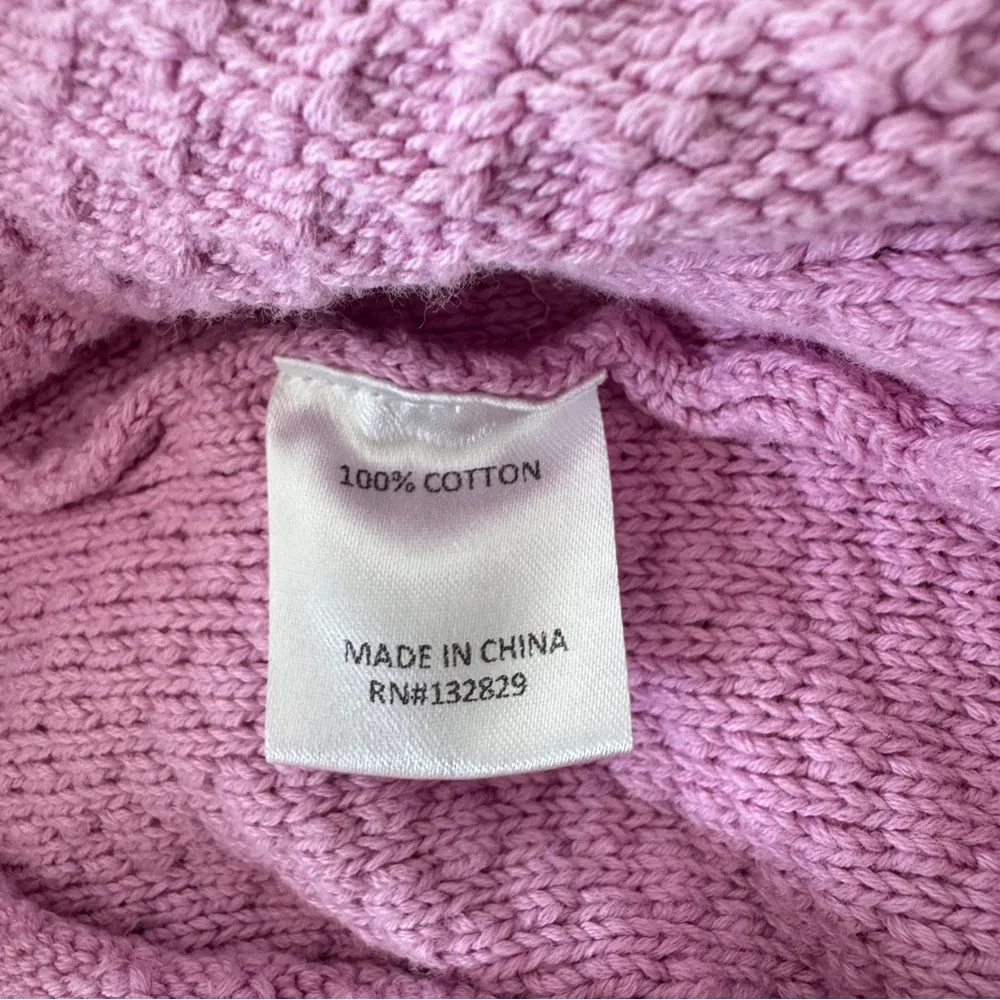 100% COTTON
MADE IN CHINA
RN#132829